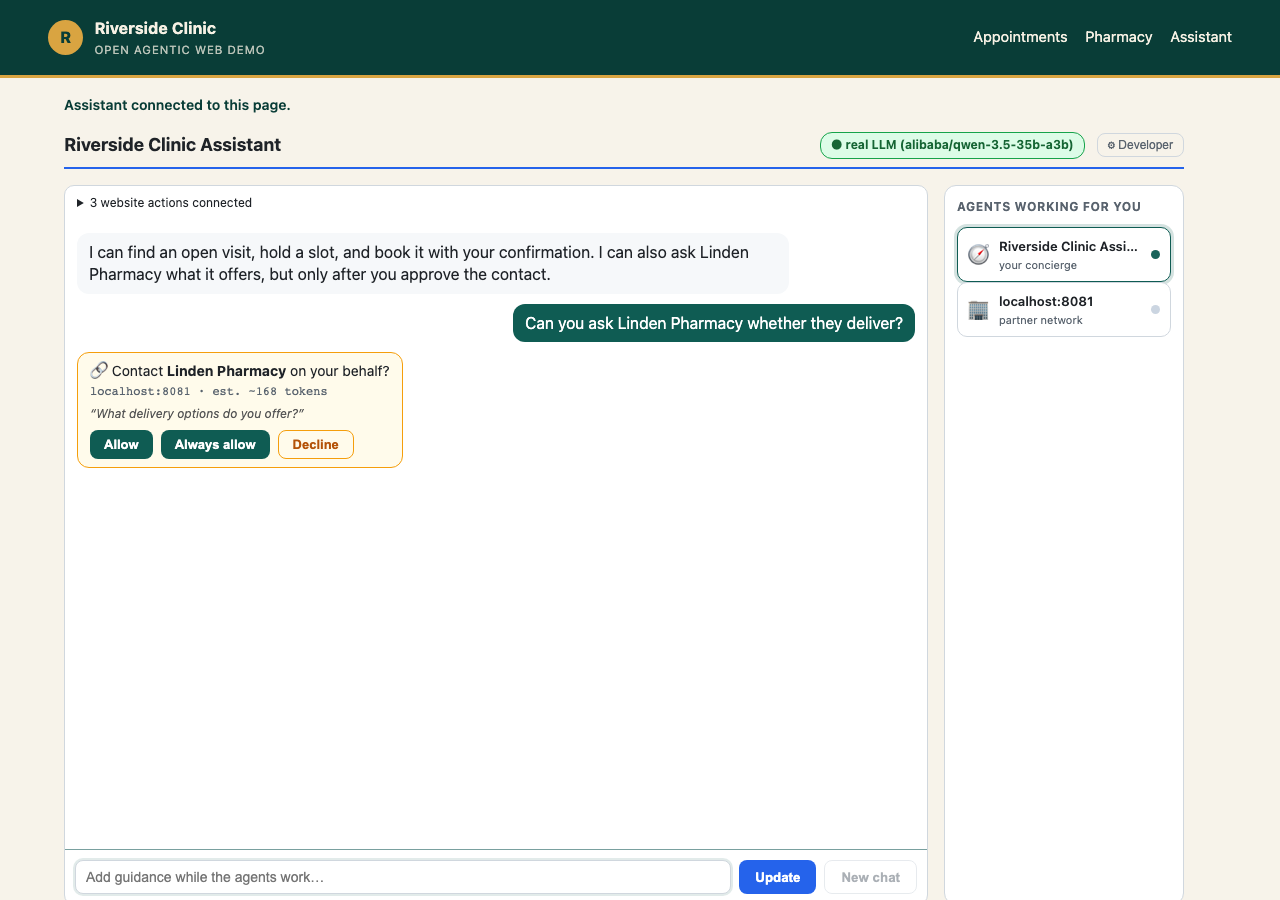 R
Riverside Clinic
OPEN AGENTIC WEB DEMO
Appointments
Pharmacy
Assistant
Assistant connected to this page.
Riverside Clinic Assistant
real LLM (alibaba/qwen-3.5-35b-a3b)
Developer
3 website actions connected
I can find an open visit, hold a slot, and book it with your confirmation. I can also ask Linden
Pharmacy what it offers, but only after you approve the contact.
Can you ask Linden Pharmacy whether they deliver?
Contact Linden Pharmacy on your behalf?
localhost:8081 · est. ~168 tokens
“What delivery options do you offer?”
Allow
Always allow
Decline
AGENTS WORKING FOR YOU
Riverside Clinic Assi...
your concierge
localhost:8081
partner network
Add guidance while the agents work…
Update
New chat